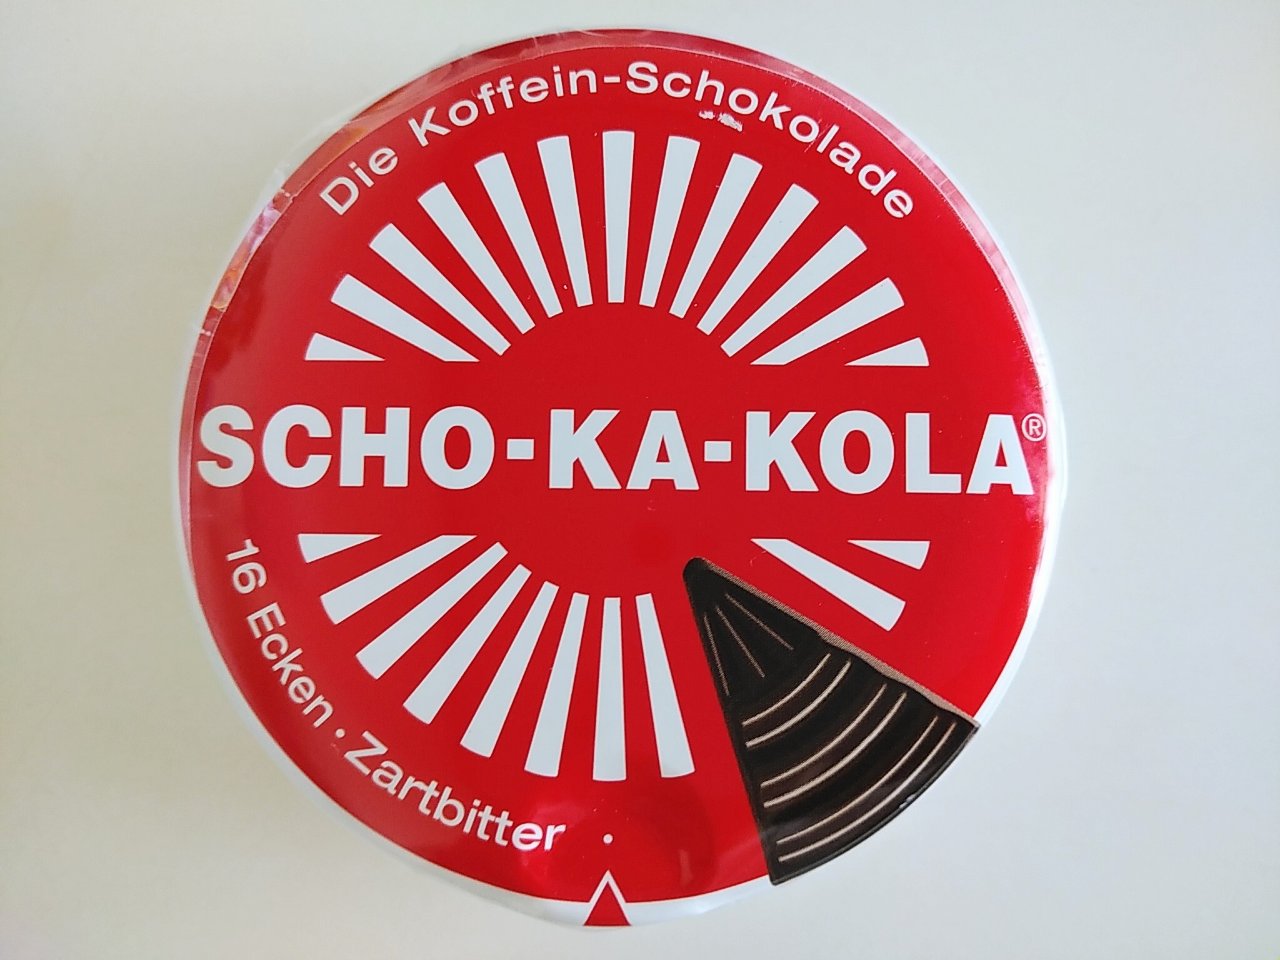 Die Koffein-Schokolade
SCHO-KA-KOLA®
16 Ecken · Zartbitter